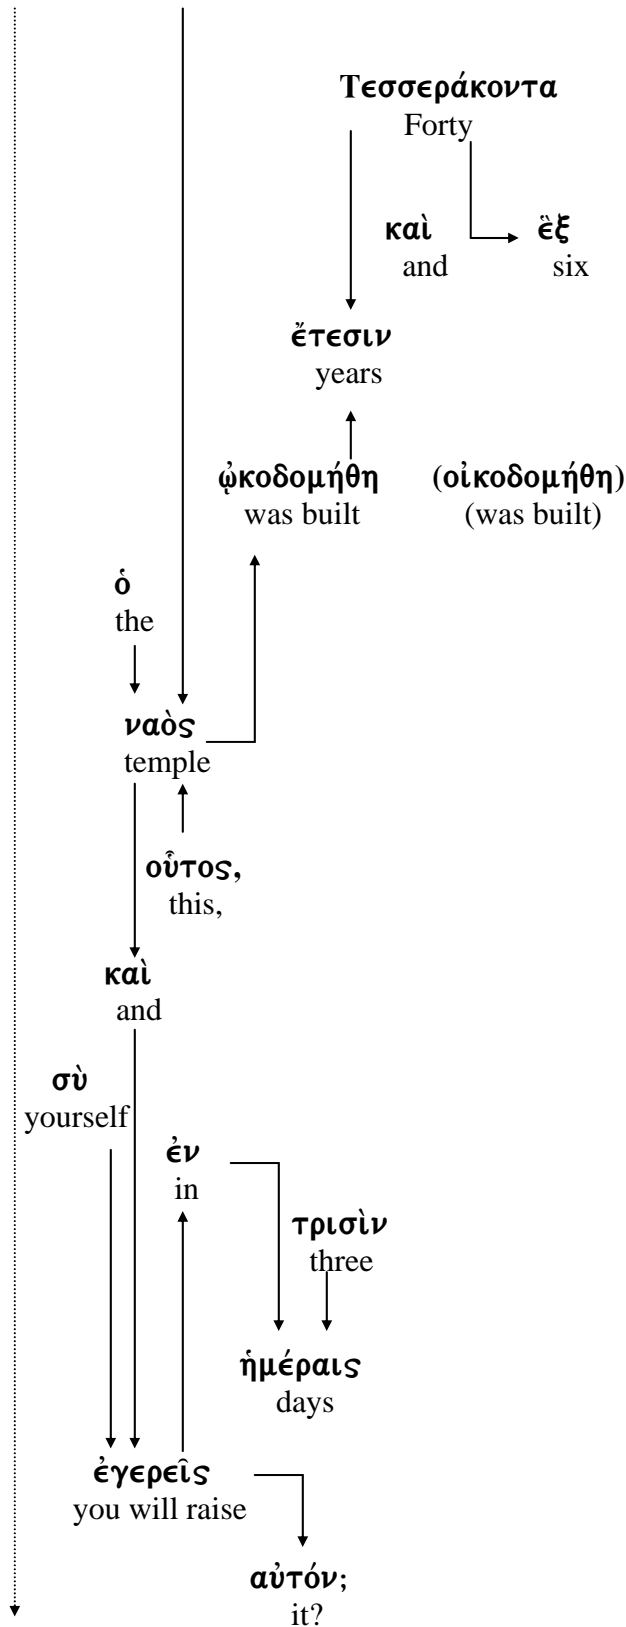 Τεσσεράκοντα
Forty
καὶ ἓξ
and six
ἔτεσιν
years
ᾠκοδομήθη (οἰκοδομήθη)
was built (was built)
ὁ
the
ναὸς
temple
οὗτος,
this,
καὶ
and
σὺ
yourself
ἐν
in
τρισὶν
three
ἡμέραις
days
ἐγερεῖς
you will raise
αὐτόν;
it?